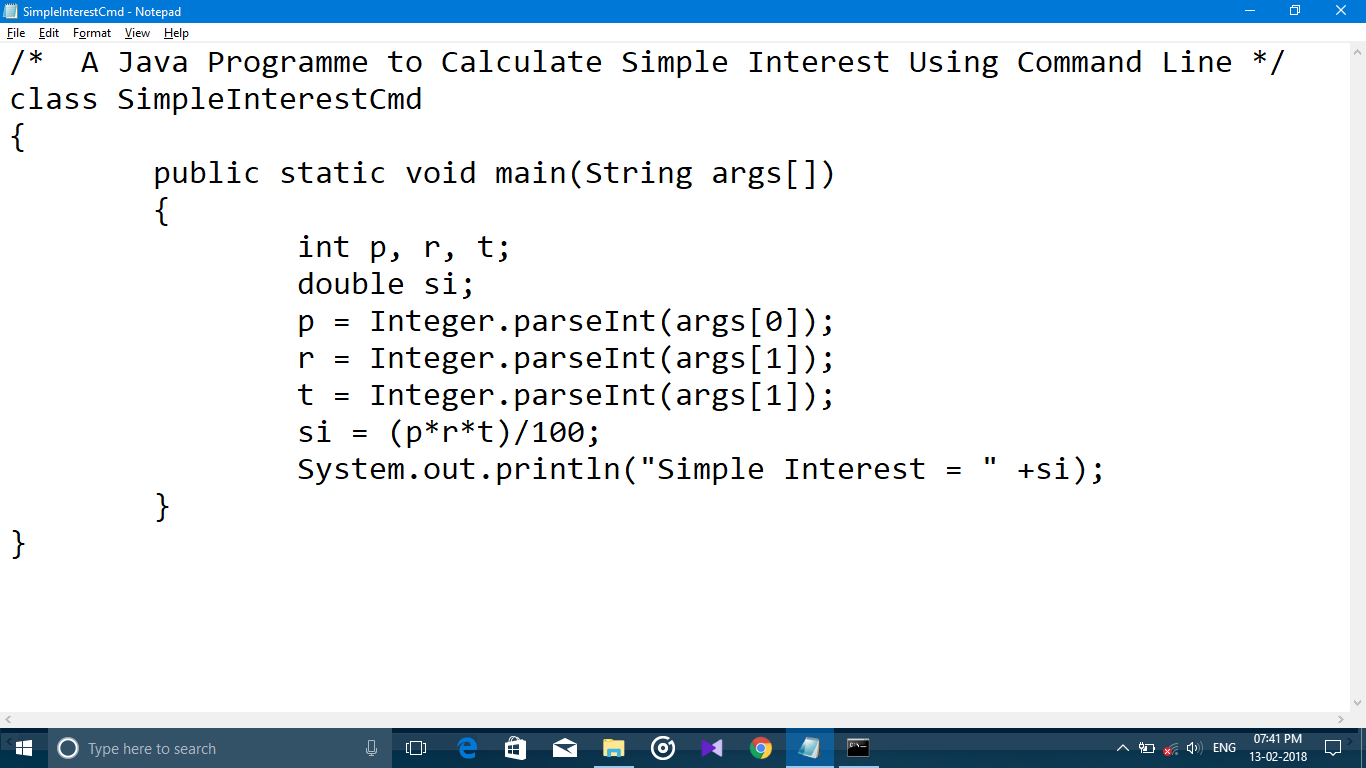 SimpleInterestCmd - Notepad
File Edit Format View Help
/*  A Java Programme to Calculate Simple Interest Using Command Line */
class SimpleInterestCmd
{
        public static void main(String args[])
        {
                int p, r, t;
                double si;
                p = Integer.parseInt(args[0]);
                r = Integer.parseInt(args[1]);
                t = Integer.parseInt(args[1]);
                si = (p*r*t)/100;
                System.out.println("Simple Interest = " +si);
        }
}
Type here to search
ENG
07:41 PM
13-02-2018